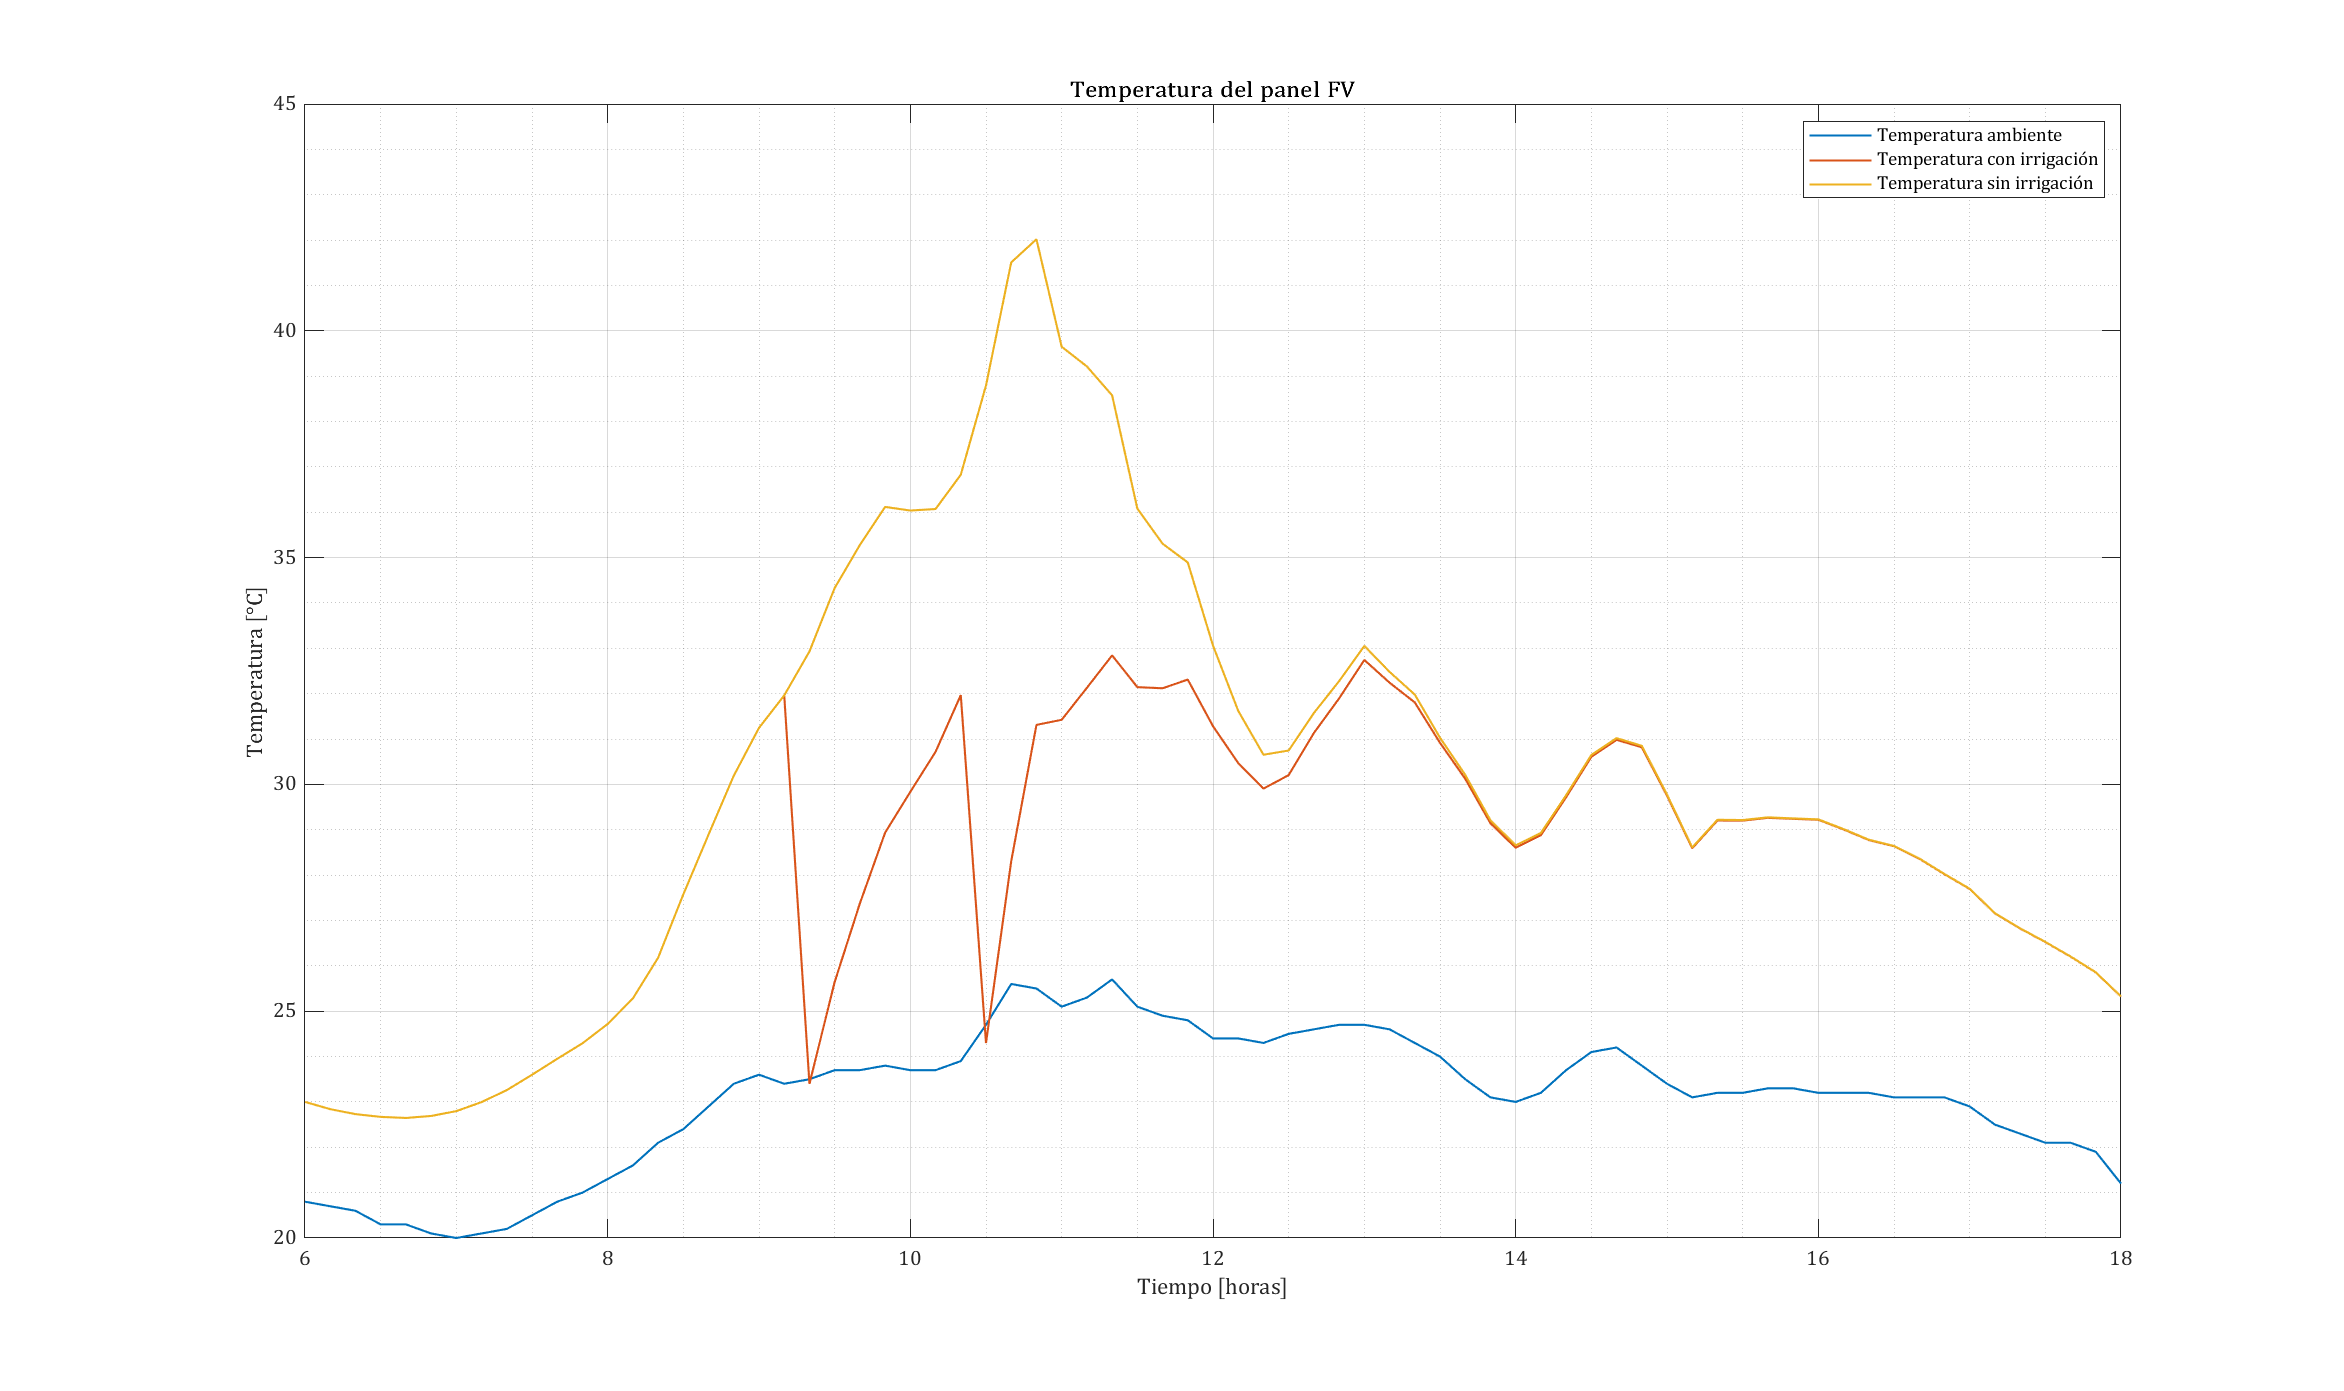 Temperatura del panel FV
45
40
35
30
25
20
Temperatura [°C]
Temperatura ambiente
Temperatura con irrigación
Temperatura sin irrigación
6 8 10 12 14 16 18
Tiempo [horas]